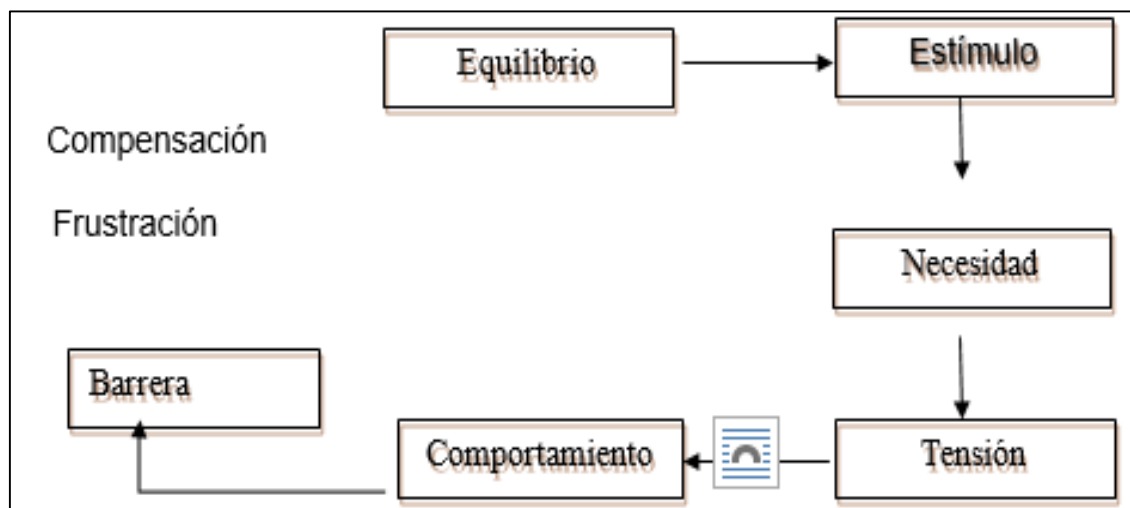 Equilibrio
Estímulo
Compensación
Frustración
Necesidad
Barrera
Comportamiento
Tensión